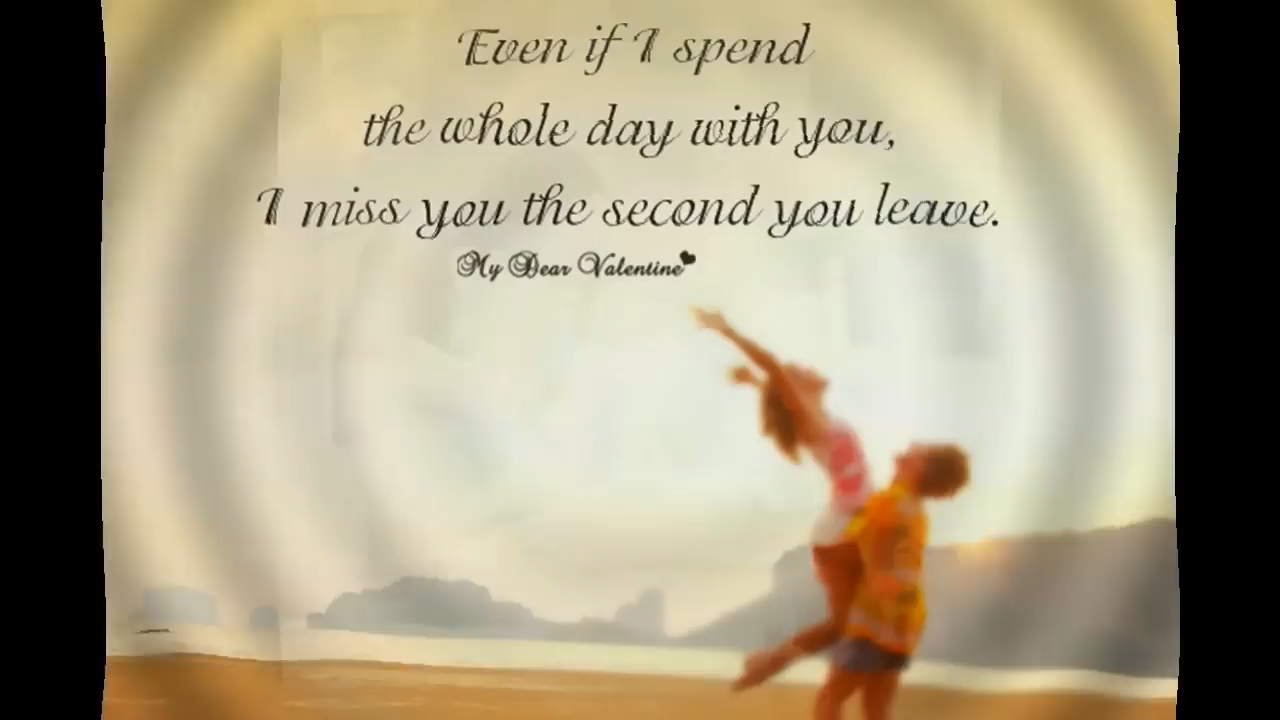 Even if I spend
the whole day with you,
I miss you the second you leave.
My Dear Valentine